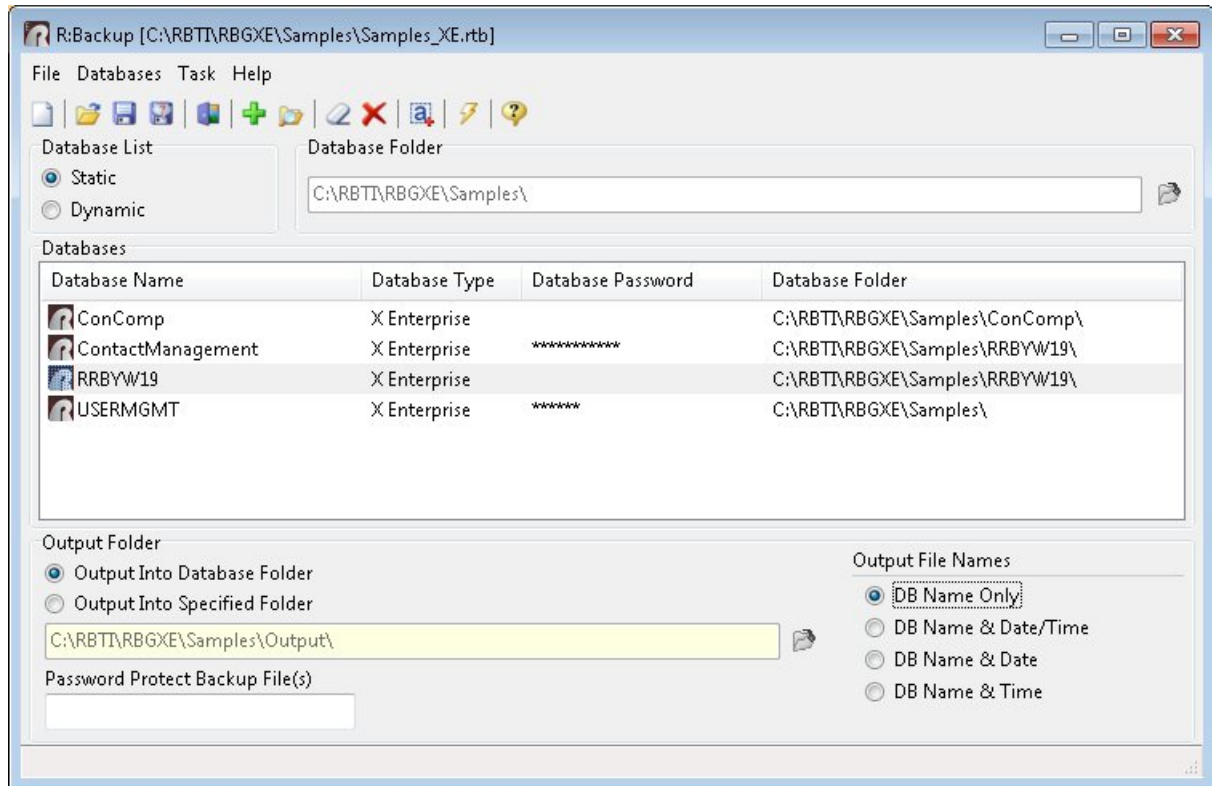 R:Backup [C:\RBTI\RBGXE\Samples\Samples_XE.rtb]
File Databases Task Help
Database List
Static
Dynamic
Database Folder
C:\RBTI\RBGXE\Samples\
Databases
Database Name Database Type Database Password Database Folder
ConComp X Enterprise C:\RBTI\RBGXE\Samples\ConComp\
ContactManagement X Enterprise *********** C:\RBTI\RBGXE\Samples\RRBYW19\
RRBYW19 X Enterprise C:\RBTI\RBGXE\Samples\RRBYW19\
USERMGMT X Enterprise ****** C:\RBTI\RBGXE\Samples\
Output Folder
Output Into Database Folder
Output Into Specified Folder
C:\RBTI\RBGXE\Samples\Output\
Password Protect Backup File(s)
Output File Names
DB Name Only
DB Name & Date/Time
DB Name & Date
DB Name & Time